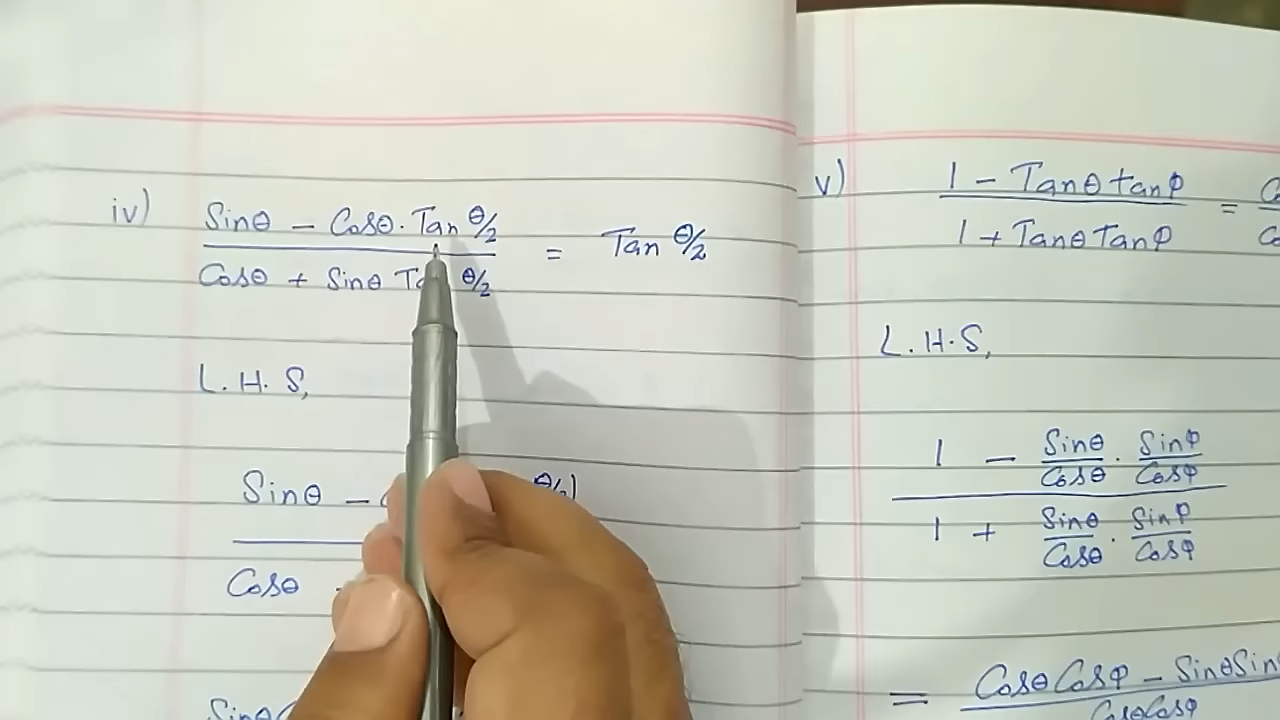 iv) Sinθ - Cosθ. Tan θ/2
Cosθ + Sinθ θ/2
= Tan θ/2
L. H. S,
Sinθ - θ/2)
Cosθ
v) 1 - Tanθ tanφ
1 + Tanθ Tanφ
=
L. H. S,
1 - Sinθ/Cosθ . Sinφ/Cosφ
1 + Sinθ/Cosθ . Sinφ/Cosφ
= CosθCosφ - SinθSin
CosθCosφ